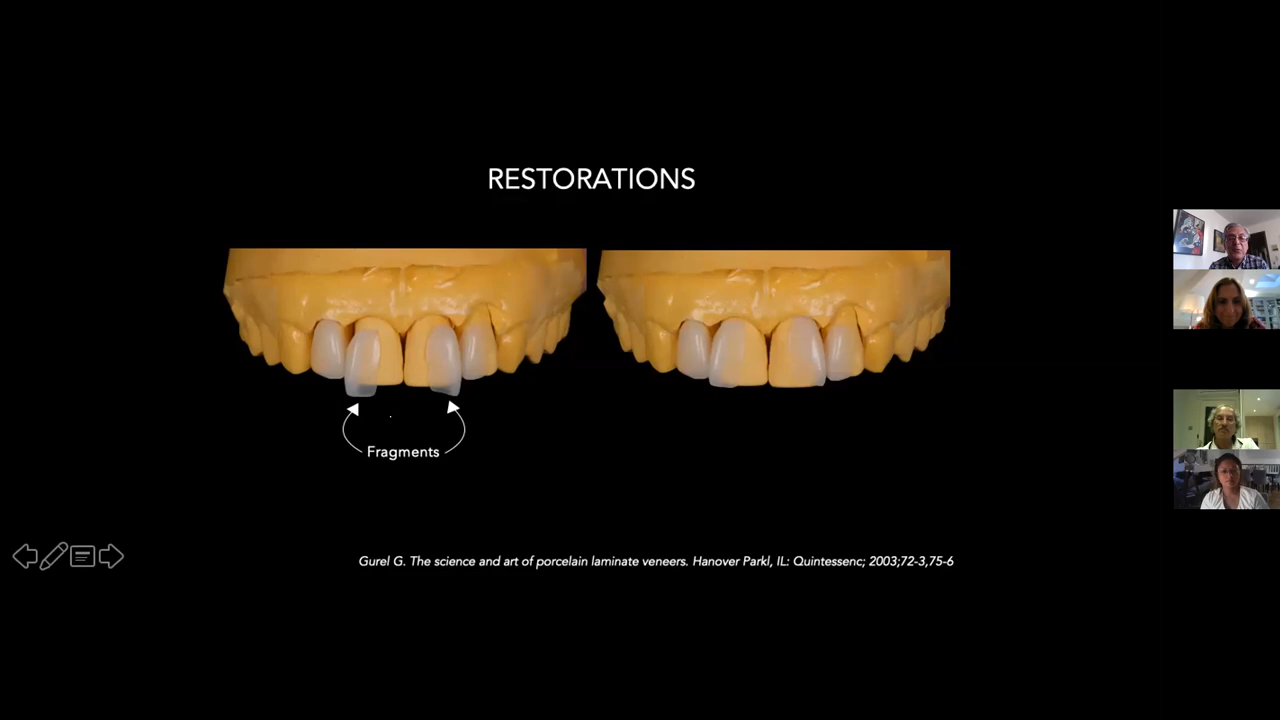 RESTORATIONS
Fragments
Gurel G. The science and art of porcelain laminate veneers. Hanover Parkl, IL: Quintessenc; 2003;72-3,75-6